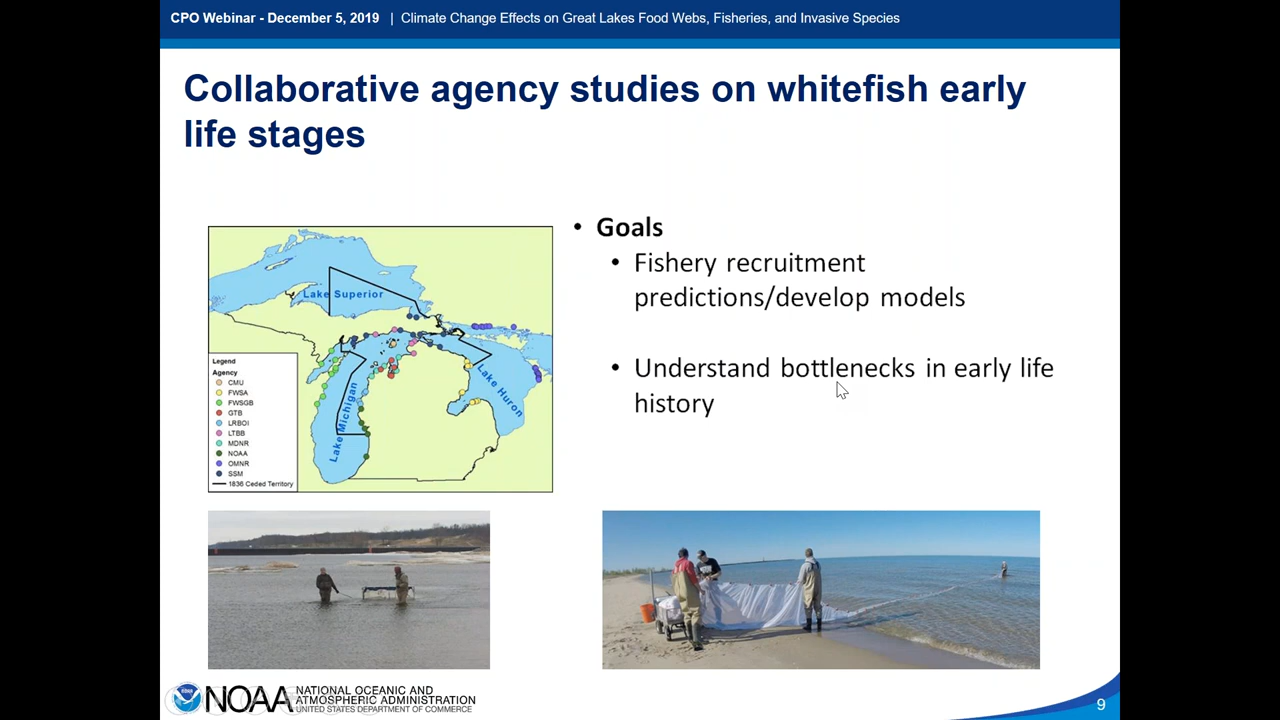 CPO Webinar - December 5, 2019 | Climate Change Effects on Great Lakes Food Webs, Fisheries, and Invasive Species
Collaborative agency studies on whitefish early
life stages
• Goals
• Fishery recruitment
predictions/develop models
• Understand bottlenecks in early life
history
Lake Superior
Lake Michigan
Lake Huron
Legend
Agency
CMU
FWSA
FWSGB
GTB
LRBOI
LTBB
MDNR
NOAA
OMNR
SSM
1836 Ceded Territory
NOAA
NATIONAL OCEANIC AND
ATMOSPHERIC ADMINISTRATION
UNITED STATES DEPARTMENT OF COMMERCE
9